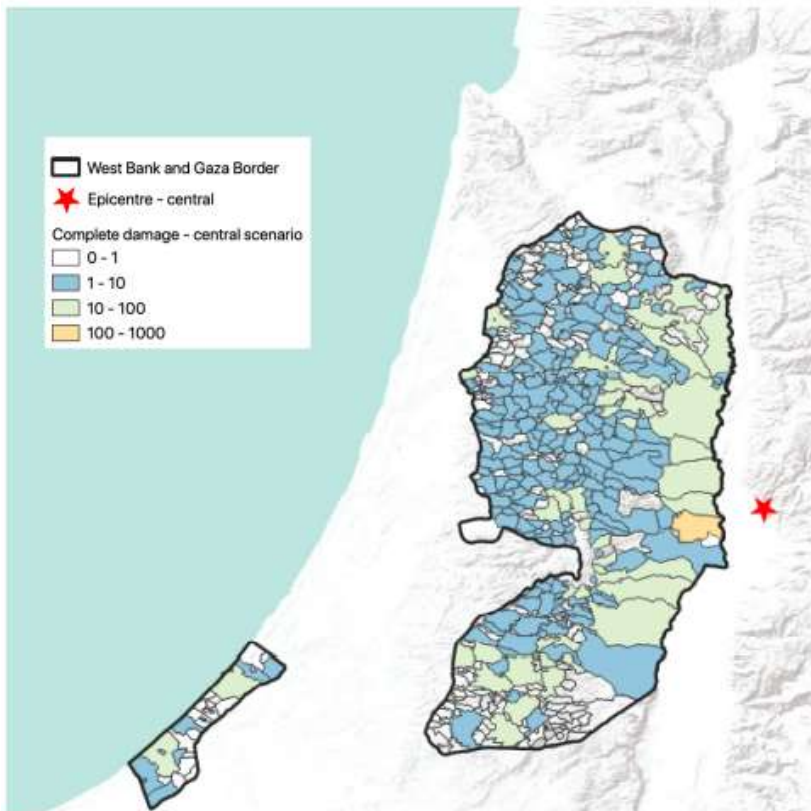 West Bank and Gaza Border
Epicentre - central
Complete damage - central scenario
0 - 1
1 - 10
10 - 100
100 - 1000